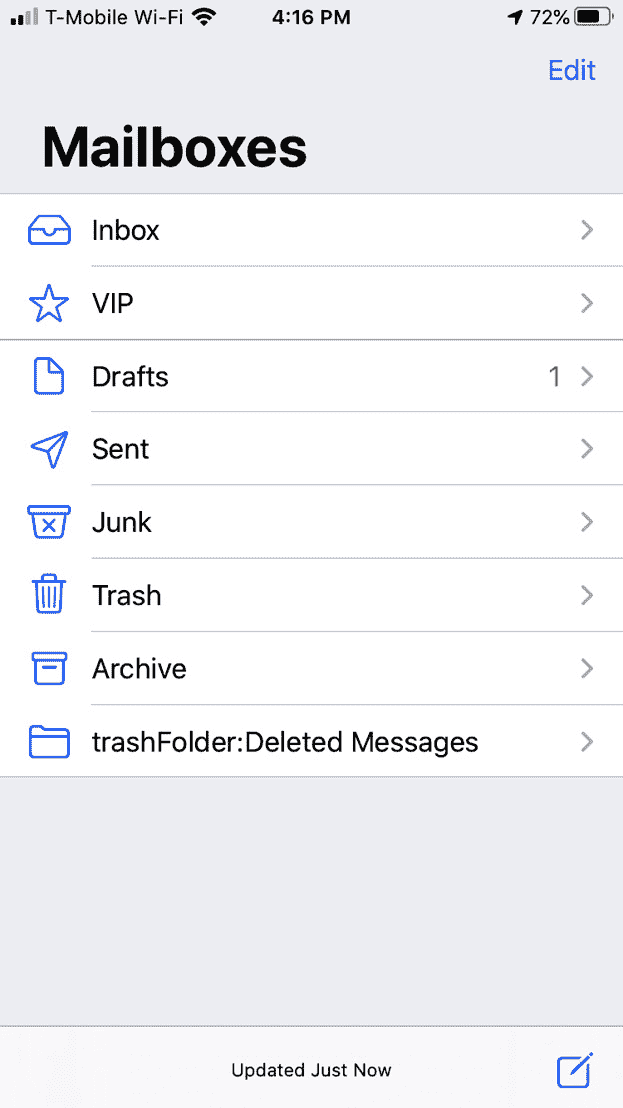 T-Mobile Wi-Fi 4:16 PM 72%
Edit
Mailboxes
Inbox
VIP
Drafts 1
Sent
Junk
Trash
Archive
trashFolder:Deleted Messages
Updated Just Now